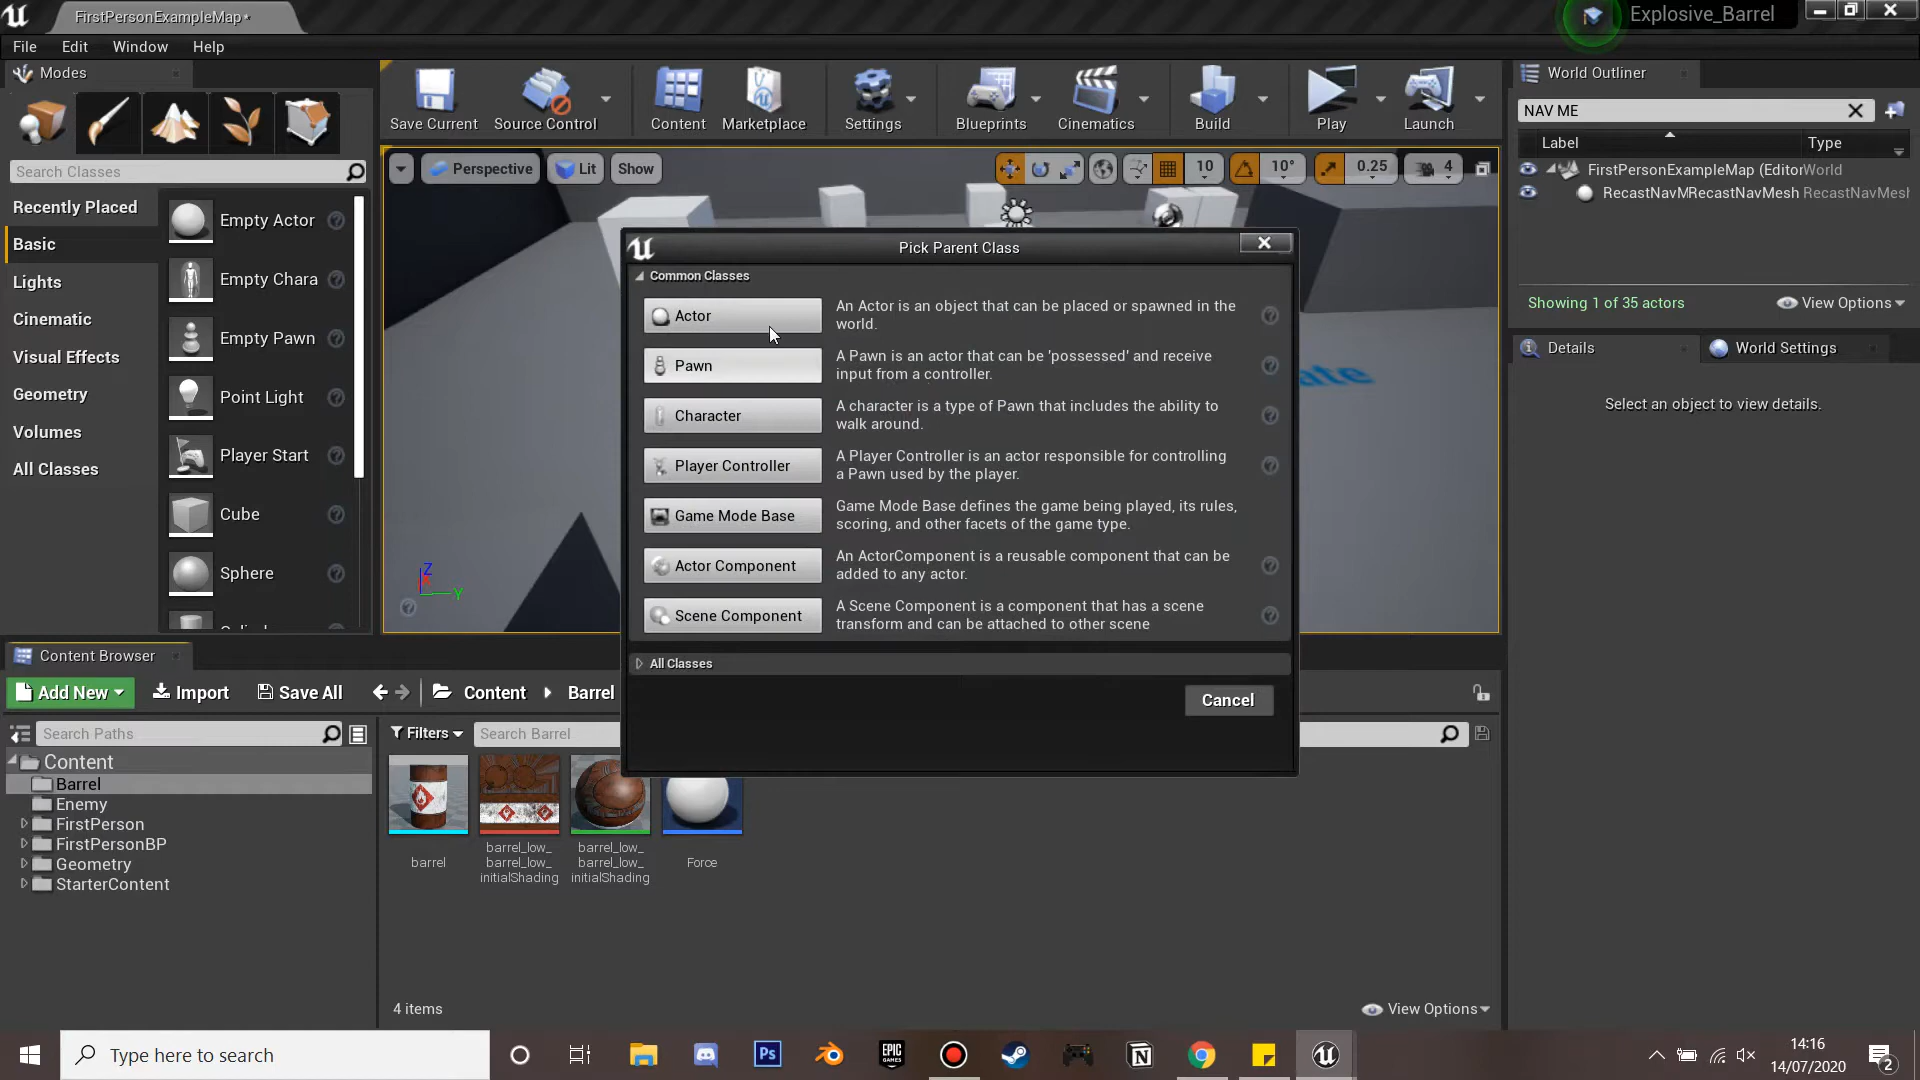 FirstPersonExampleMap*
Explosive_Barrel
File Edit Window Help
Modes
Search Classes
Recently Placed
Basic
Lights
Cinematic
Visual Effects
Geometry
Volumes
All Classes
Empty Actor
Empty Chara
Empty Pawn
Point Light
Player Start
Cube
Sphere
Save Current
Source Control
Content
Marketplace
Settings
Blueprints
Cinematics
Build
Play
Launch
Perspective
Lit
Show
10
10°
0.25
4
Z
Y
Pick Parent Class
Common Classes
Actor
An Actor is an object that can be placed or spawned in the
world.
Pawn
A Pawn is an actor that can be 'possessed' and receive
input from a controller.
Character
A character is a type of Pawn that includes the ability to
walk around.
Player Controller
A Player Controller is an actor responsible for controlling
a Pawn used by the player.
Game Mode Base
Game Mode Base defines the game being played, its rules,
scoring, and other facets of the game type.
Actor Component
An ActorComponent is a reusable component that can be
added to any actor.
Scene Component
A Scene Component is a component that has a scene
transform and can be attached to other scene
All Classes
Cancel
World Outliner
NAV ME
Label
Type
FirstPersonExampleMap (Editor World
RecastNavMRecastNavMesh RecastNavMesh
Showing 1 of 35 actors
View Options
Details
World Settings
Select an object to view details.
Content Browser
Add New
Import
Save All
Content
Barrel
Search Paths
Filters
Search Barrel
Content
Barrel
Enemy
FirstPerson
FirstPersonBP
Geometry
StarterContent
barrel
barrel_low_
barrel_low_
initialShading
barrel_low_
barrel_low_
initialShading
Force
4 items
View Options
Type here to search
Ps
EPIC
GAMES
14:16
14/07/2020
2